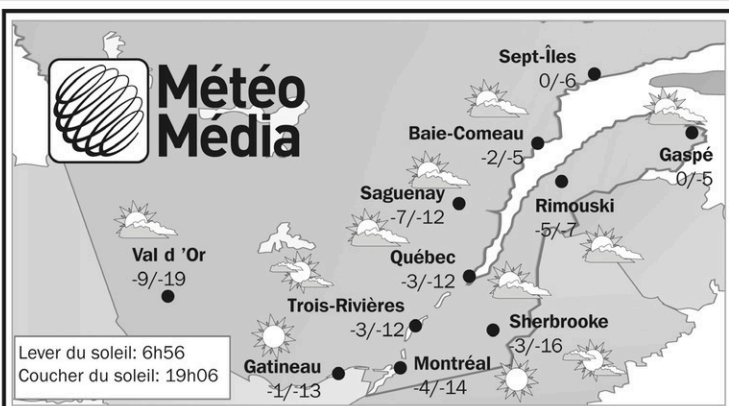 Météo
Média
Sept-Îles
0/-6
Baie-Comeau
-2/-5
Gaspé
0/-5
Saguenay
-7/-12
Rimouski
-5/-7
Val d 'Or
-9/-19
Québec
-3/-12
Trois-Rivières
-3/-12
Sherbrooke
-3/-16
Lever du soleil: 6h56
Coucher du soleil: 19h06
Gatineau
-1/-13
Montréal
-4/-14